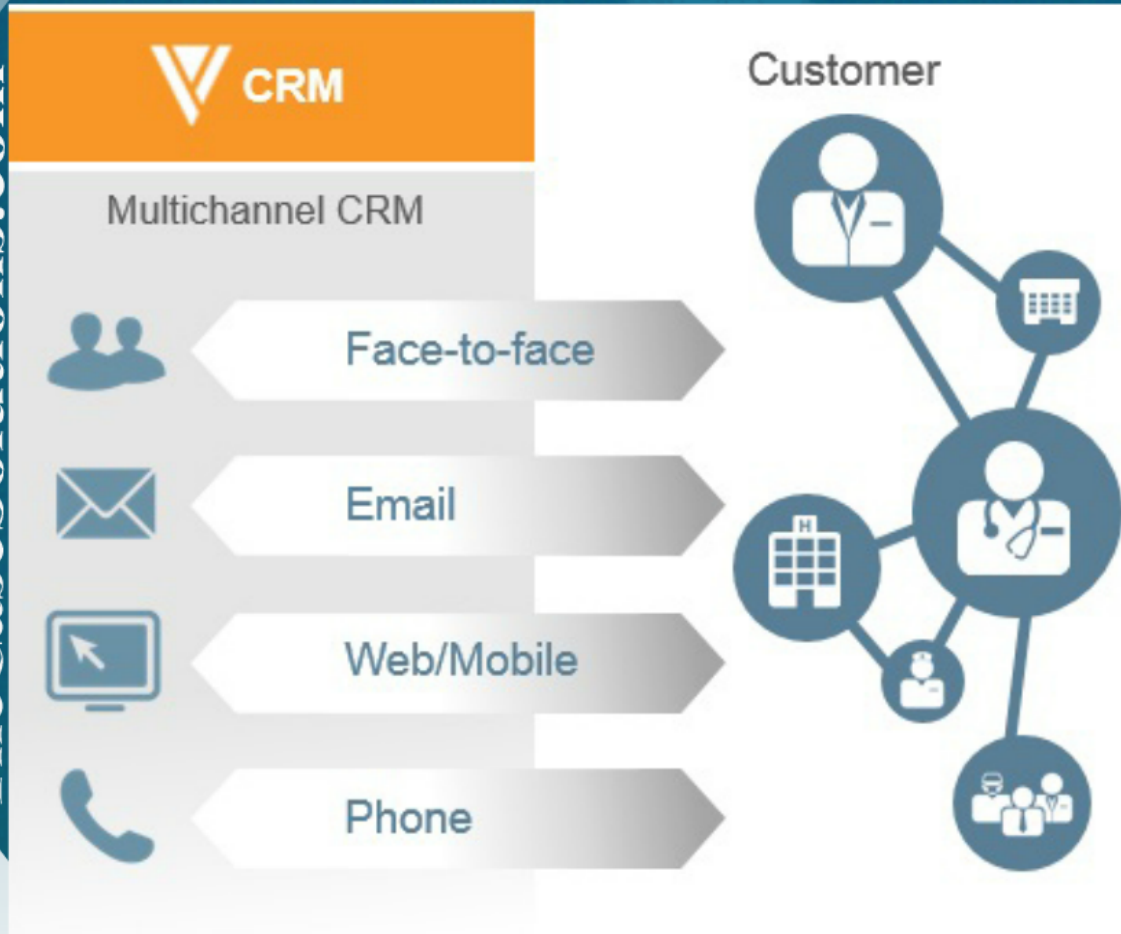 CRM
Customer
Multichannel CRM
Face-to-face
Email
H
Web/Mobile
Phone